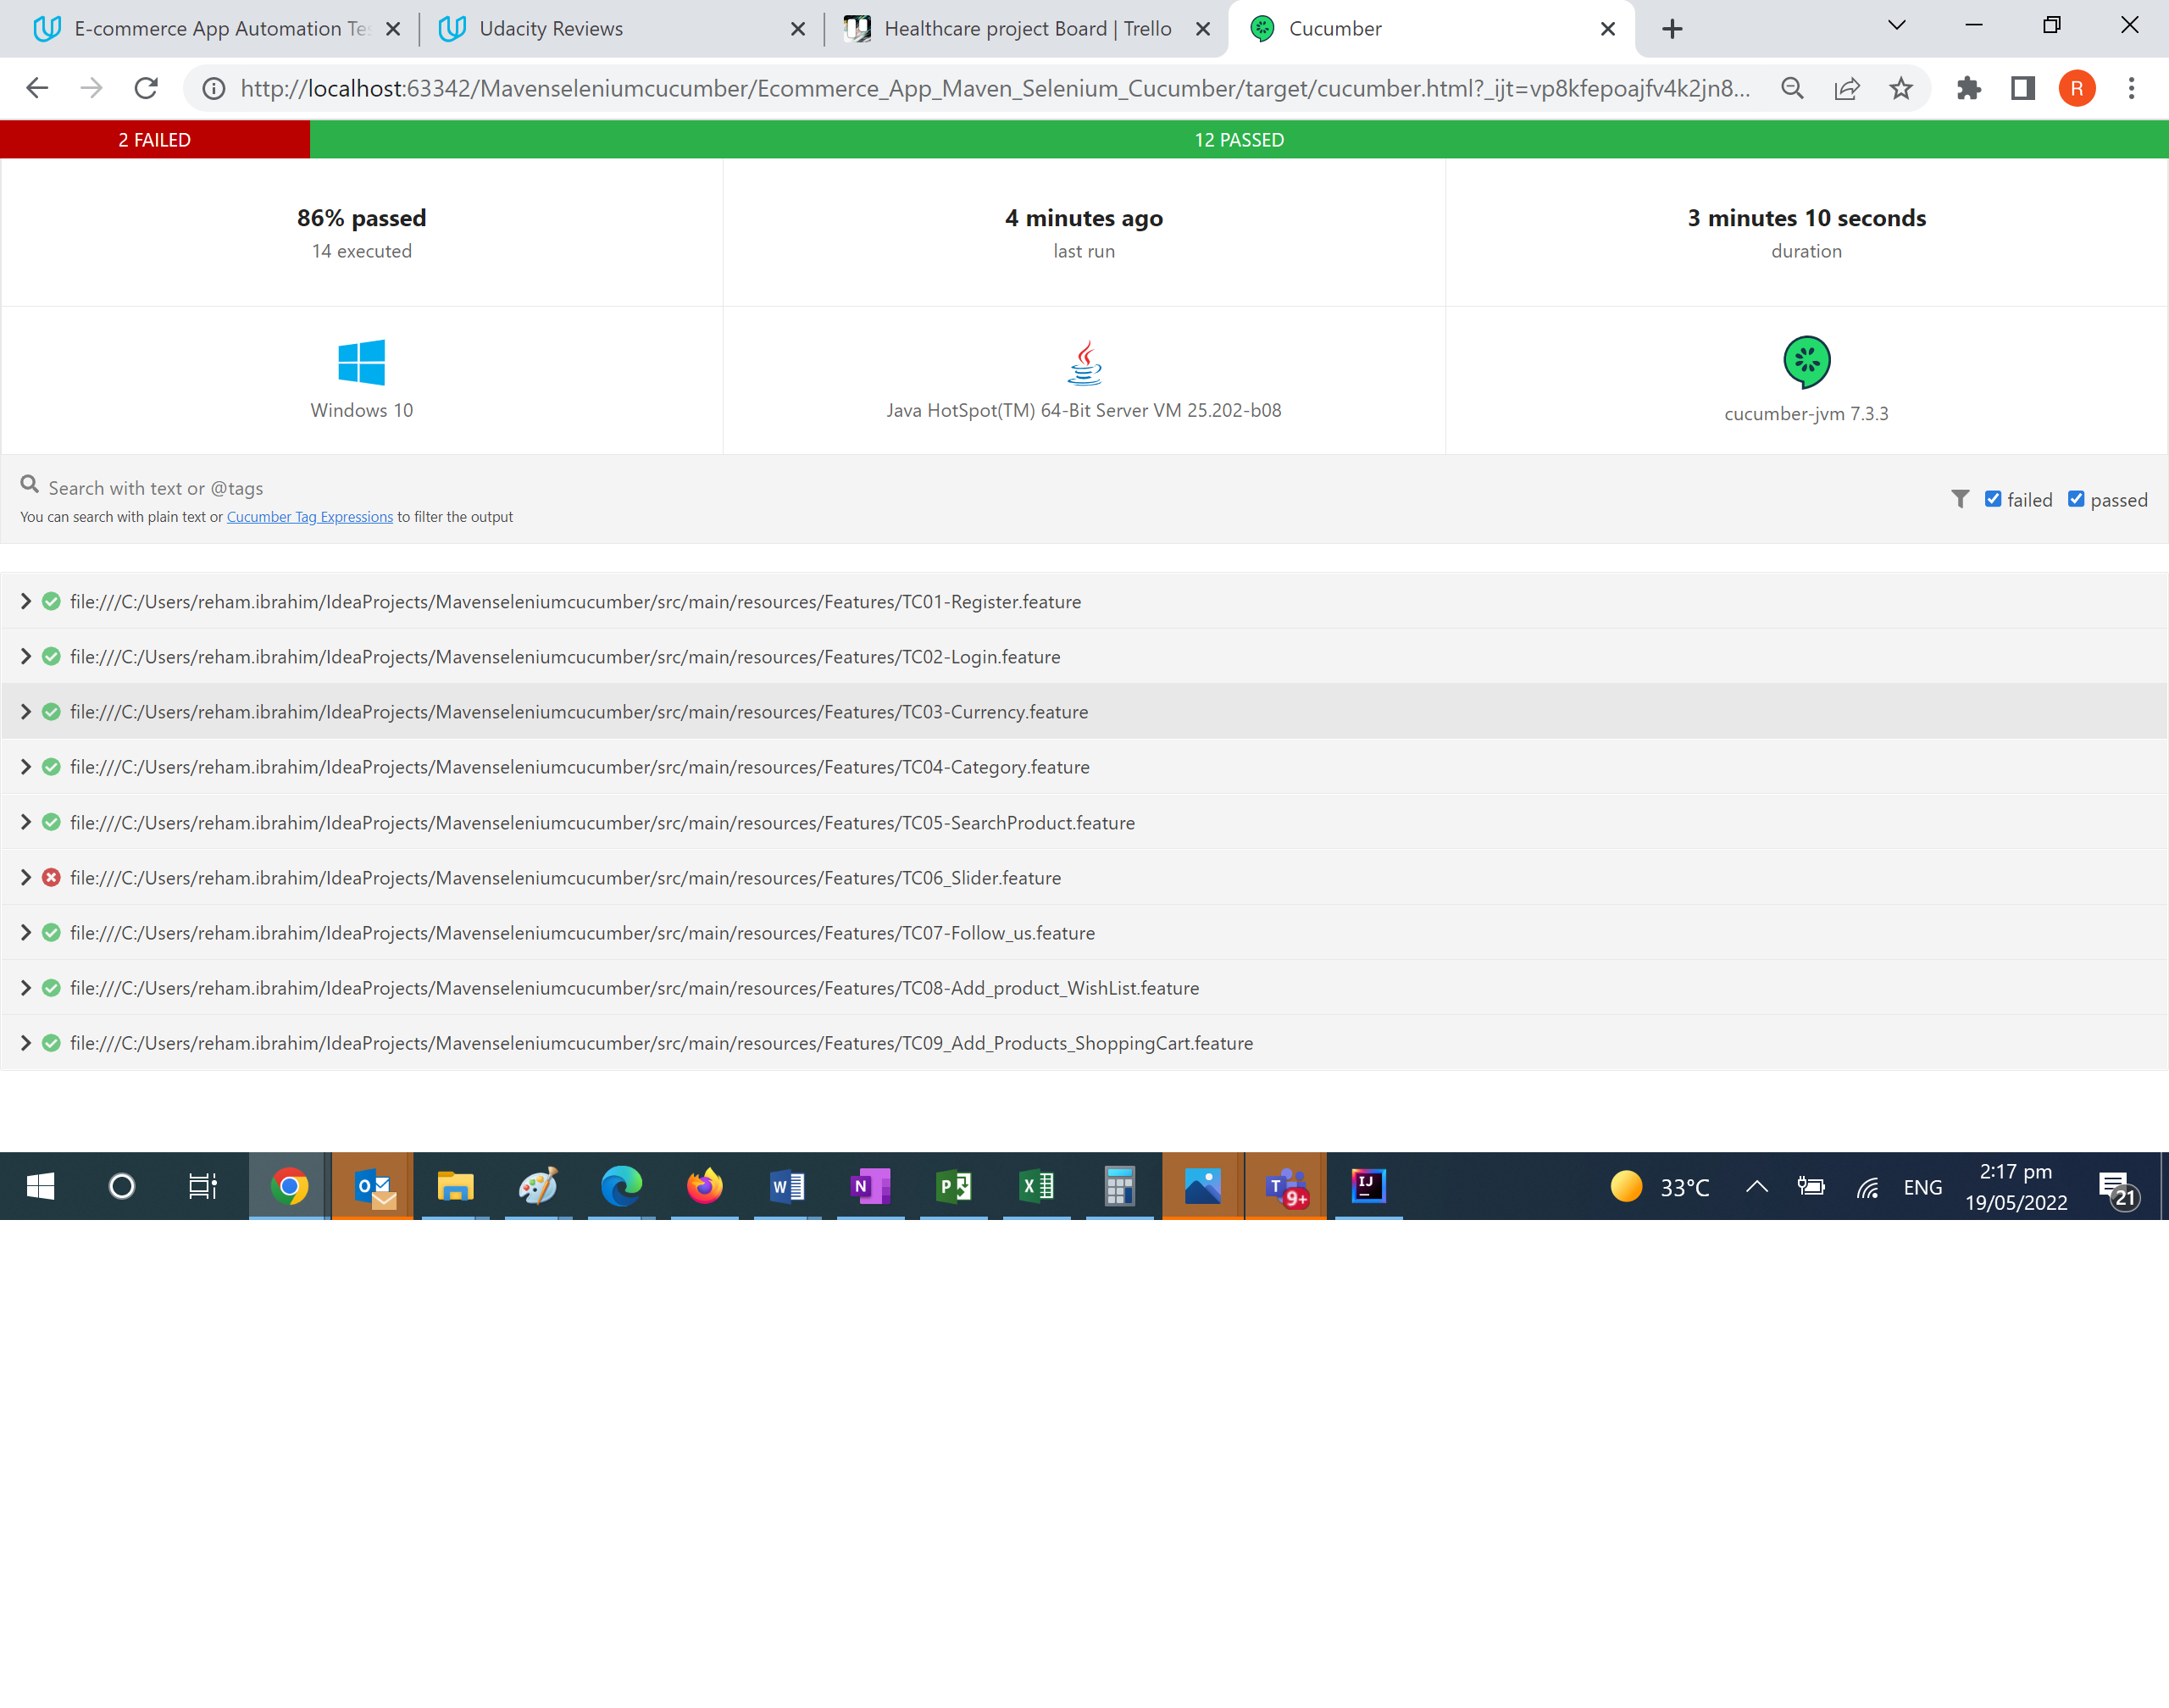 E-commerce App Automation Te
Udacity Reviews
Healthcare project Board | Trello
Cucumber
http://localhost:63342/Mavenseleniumcucumber/Ecommerce_App_Maven_Selenium_Cucumber/target/cucumber.html?_ijt=vp8kfepoajfv4k2jn8...
R
2 FAILED
12 PASSED
86% passed
14 executed
4 minutes ago
last run
3 minutes 10 seconds
duration
Windows 10
Java HotSpot(TM) 64-Bit Server VM 25.202-b08
cucumber-jvm 7.3.3
Search with text or @tags
You can search with plain text or Cucumber Tag Expressions to filter the output
failed
passed
file:///C:/Users/reham.ibrahim/IdeaProjects/Mavenseleniumcucumber/src/main/resources/Features/TC01-Register.feature
file:///C:/Users/reham.ibrahim/IdeaProjects/Mavenseleniumcucumber/src/main/resources/Features/TC02-Login.feature
file:///C:/Users/reham.ibrahim/IdeaProjects/Mavenseleniumcucumber/src/main/resources/Features/TC03-Currency.feature
file:///C:/Users/reham.ibrahim/IdeaProjects/Mavenseleniumcucumber/src/main/resources/Features/TC04-Category.feature
file:///C:/Users/reham.ibrahim/IdeaProjects/Mavenseleniumcucumber/src/main/resources/Features/TC05-SearchProduct.feature
file:///C:/Users/reham.ibrahim/IdeaProjects/Mavenseleniumcucumber/src/main/resources/Features/TC06_Slider.feature
file:///C:/Users/reham.ibrahim/IdeaProjects/Mavenseleniumcucumber/src/main/resources/Features/TC07-Follow_us.feature
file:///C:/Users/reham.ibrahim/IdeaProjects/Mavenseleniumcucumber/src/main/resources/Features/TC08-Add_product_WishList.feature
file:///C:/Users/reham.ibrahim/IdeaProjects/Mavenseleniumcucumber/src/main/resources/Features/TC09_Add_Products_ShoppingCart.feature
9+
33°C
ENG
2:17 pm
19/05/2022
21